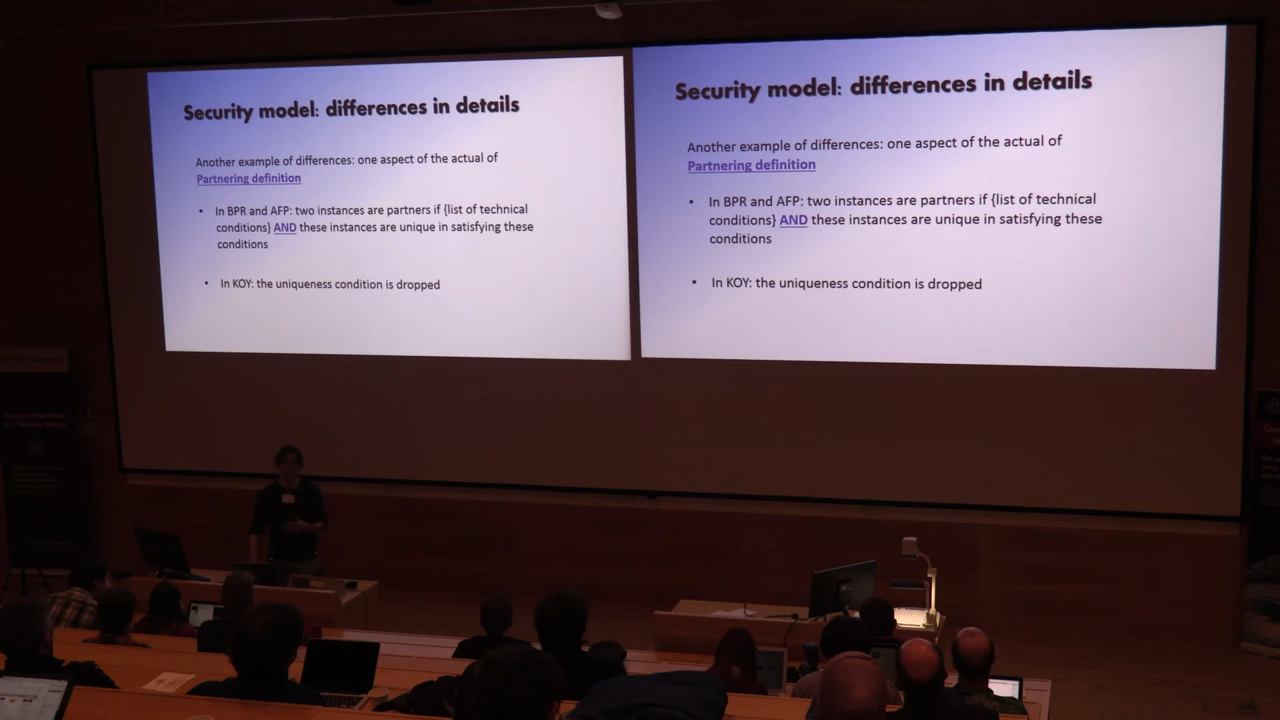 Security model: differences in details
Another example of differences: one aspect of the actual of
Partnering definition
• In BPR and AFP: two instances are partners if {list of technical
conditions} AND these instances are unique in satisfying these
conditions
• In KOY: the uniqueness condition is dropped
Security model: differences in details
Another example of differences: one aspect of the actual of
Partnering definition
• In BPR and AFP: two instances are partners if {list of technical
conditions} AND these instances are unique in satisfying these
conditions
• In KOY: the uniqueness condition is dropped